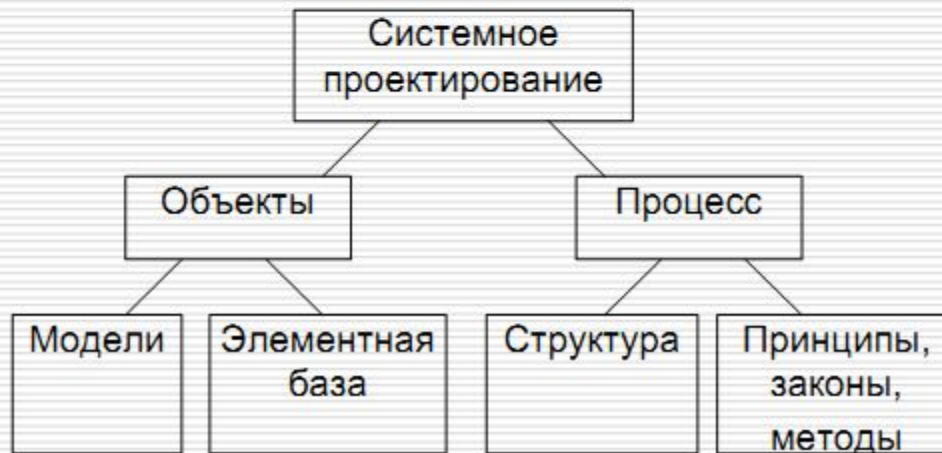 Системное
проектирование
Объекты
Процесс
Модели
Элементная
база
Структура
Принципы,
законы,
методы